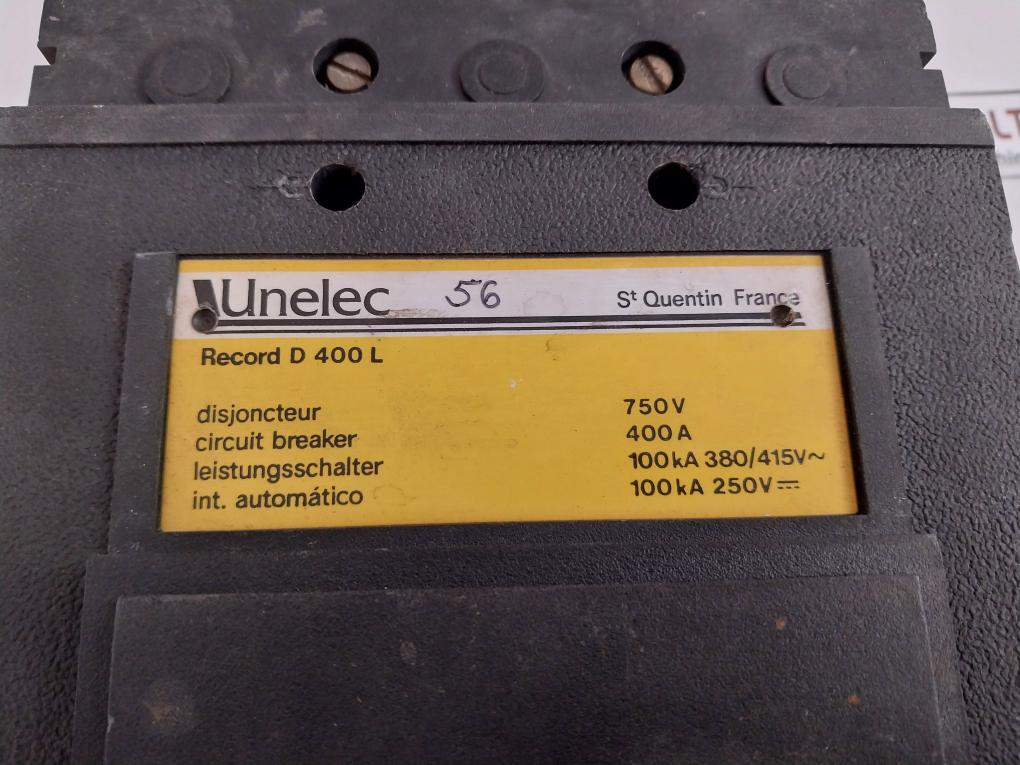 Unelec 56 St Quentin France
Record D 400 L
disjoncteur 750V
circuit breaker 400A
leistungsschalter 100kA 380/415V~
int. automático 100kA 250V⎓